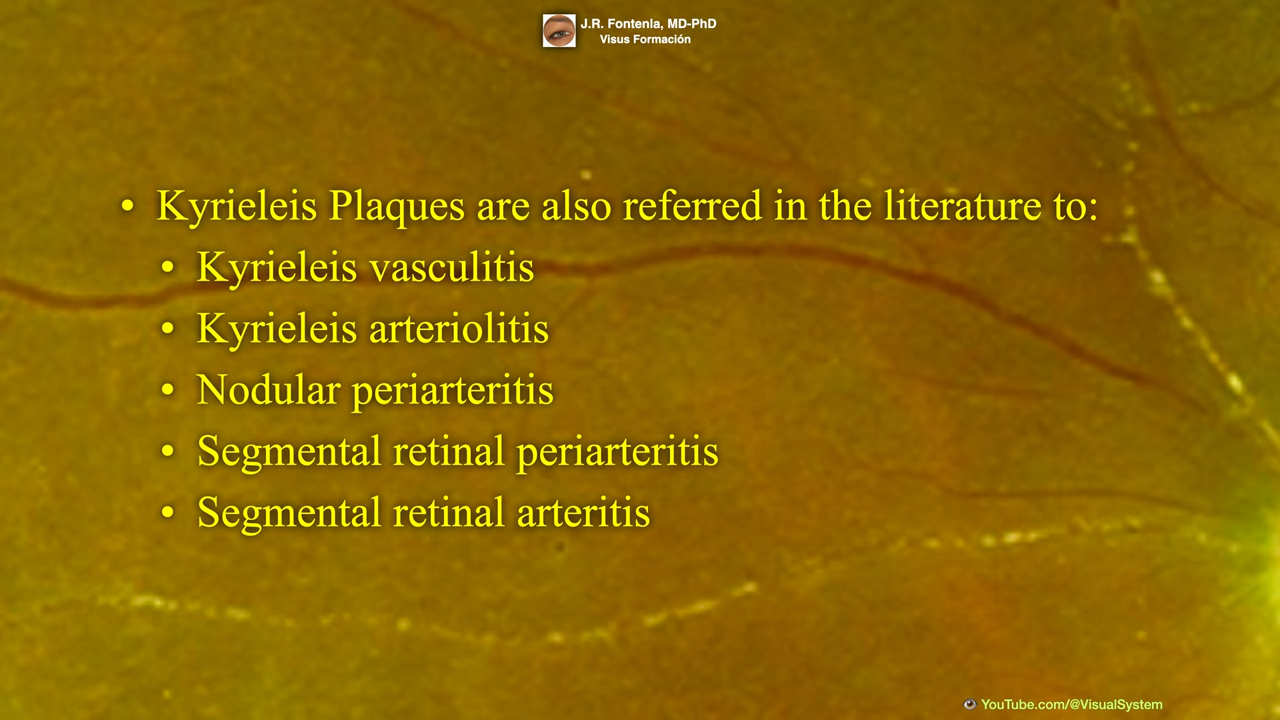 J.R. Fontenla, MD-PhD
Visus Formación
• Kyrieleis Plaques are also referred in the literature to:
• Kyrieleis vasculitis
• Kyrieleis arteriolitis
• Nodular periarteritis
• Segmental retinal periarteritis
• Segmental retinal arteritis
YouTube.com/@VisualSystem